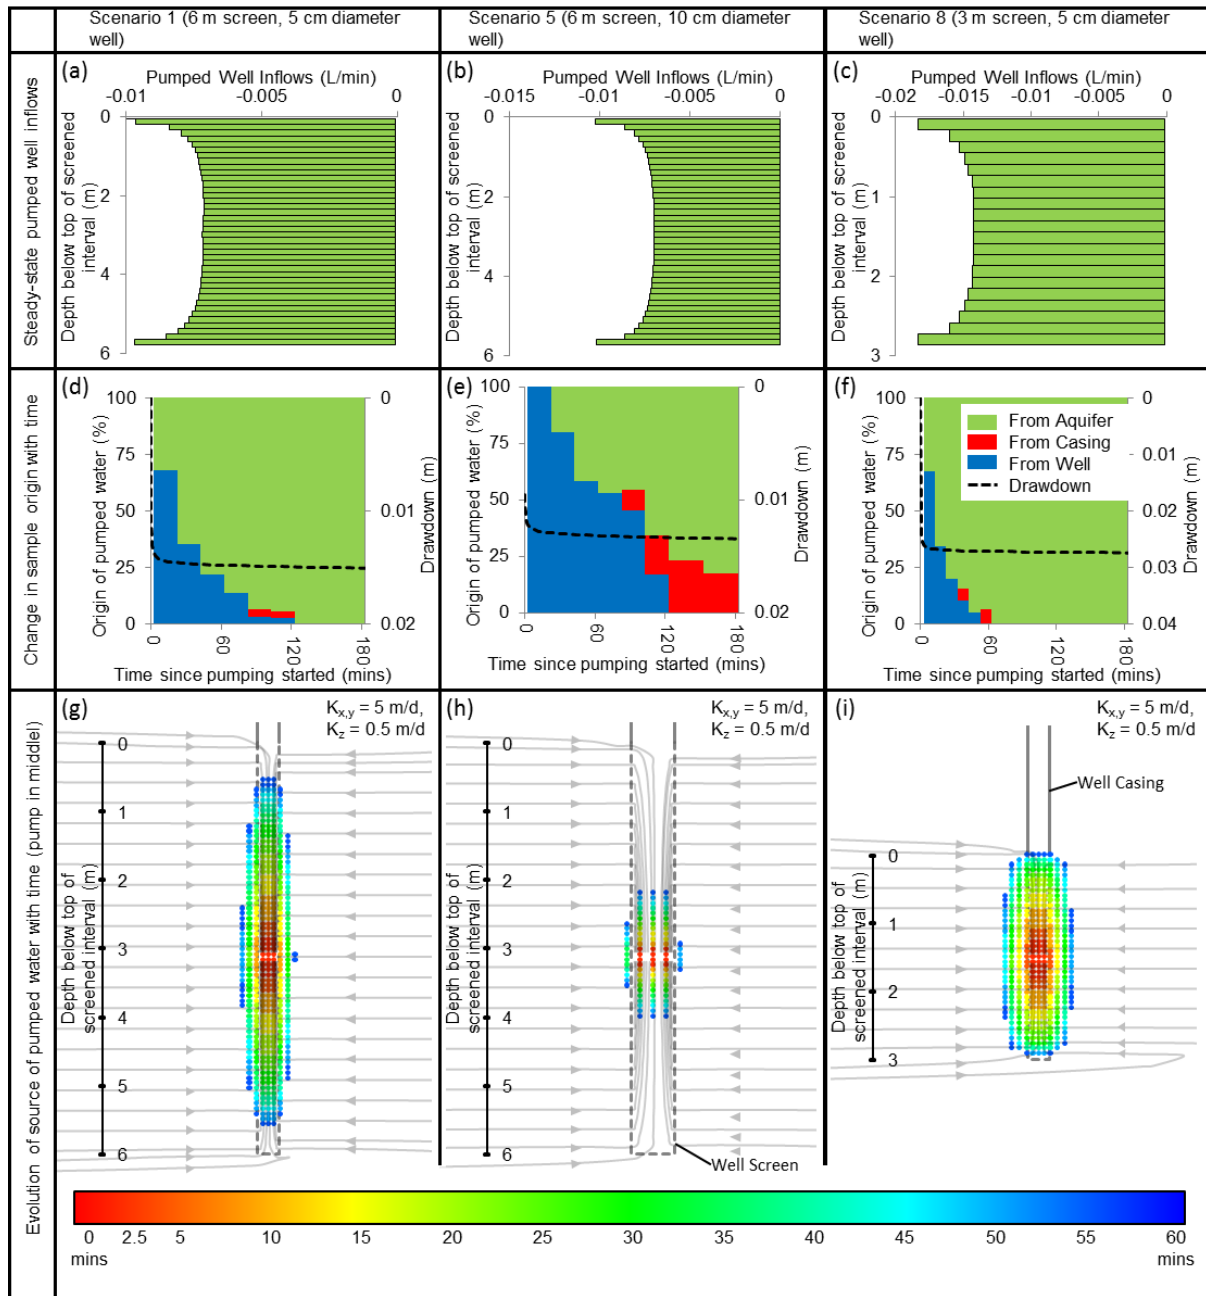 Scenario 1 (6 m screen, 5 cm diameter
well)
Scenario 5 (6 m screen, 10 cm diameter
well)
Scenario 8 (3 m screen, 5 cm diameter
well)
Steady-state pumped well inflows
(a)
Pumped Well Inflows (L/min)
-0.01
-0.005
0
Depth below top of screened
interval (m)
0
2
4
6
(b)
Pumped Well Inflows (L/min)
-0.015
-0.01
-0.005
0
Depth below top of screened
interval (m)
0
2
4
6
(c)
Pumped Well Inflows (L/min)
-0.02
-0.015
-0.01
-0.005
0
Depth below top of screened
interval (m)
0
1
2
3
Change in sample origin with time
(d)
Origin of pumped water (%)
100
75
50
25
0
0
0.01
0.02
Drawdown (m)
0
60
120
180
Time since pumping started (mins)
(e)
Origin of pumped water (%)
100
75
50
25
0
0
0.01
0.02
Drawdown (m)
0
60
120
180
Time since pumping started (mins)
(f)
Origin of pumped water (%)
100
75
50
25
0
From Aquifer
From Casing
From Well
Drawdown
0
0.01
0.02
0.03
0.04
Drawdown (m)
0
60
120
180
Time since pumping started (mins)
Evolution of source of pumped water with time (pump in middle)
(g)
Kx,y = 5 m/d,
Kz = 0.5 m/d
Depth below top of
screened interval (m)
0
1
2
3
4
5
6
(h)
Kx,y = 5 m/d,
Kz = 0.5 m/d
Depth below top of
screened interval (m)
0
1
2
3
4
5
6
Well Screen
(i)
Kx,y = 5 m/d,
Kz = 0.5 m/d
Well Casing
Depth below top of
screened interval (m)
0
1
2
3
0 2.5 5 10 15 20 25 30 35 40 45 50 55 60
mins mins